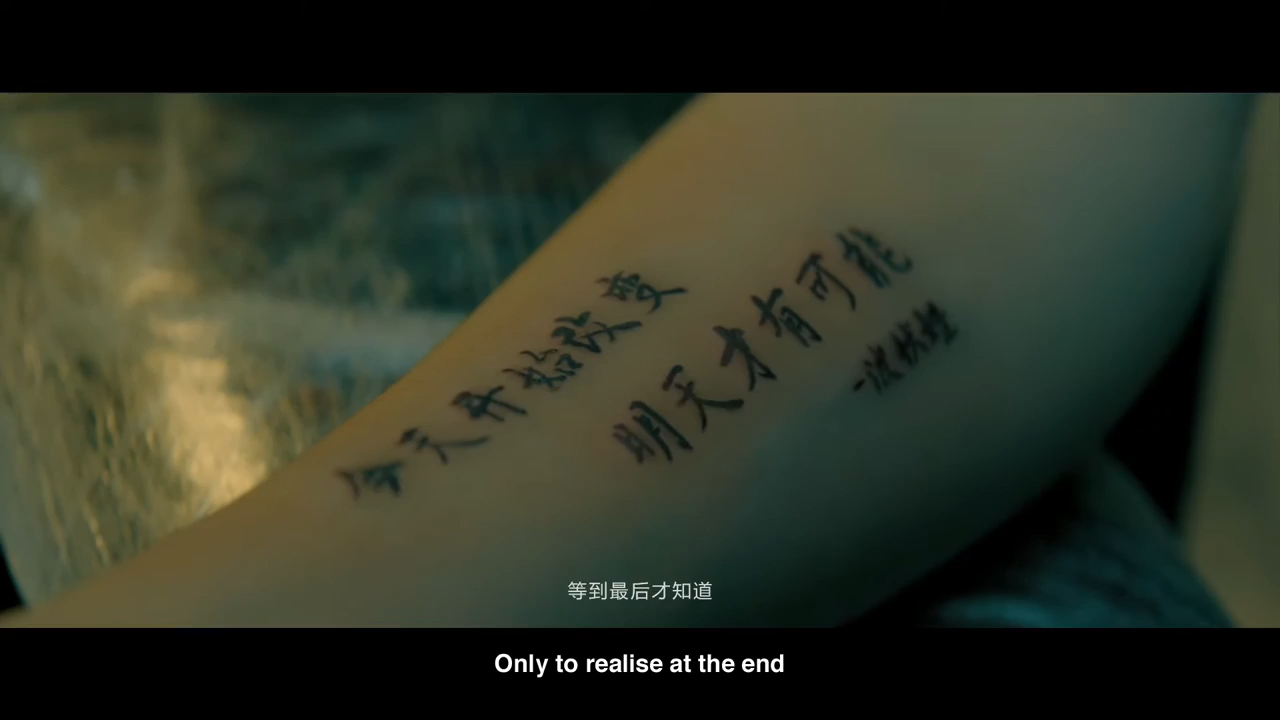 今天开始改变
明天才有可能
等到最后才知道
Only to realise at the end